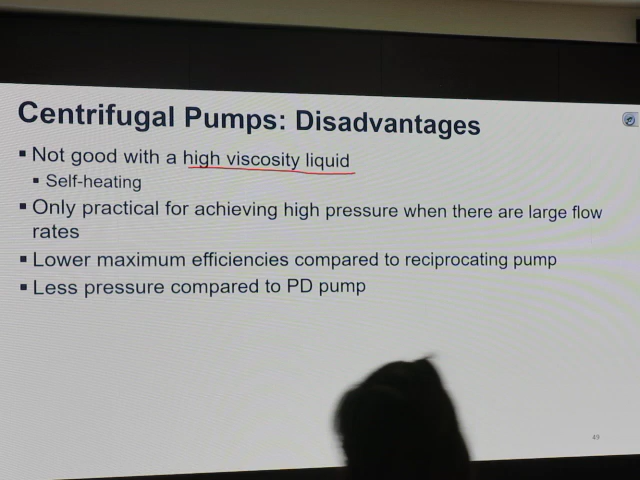 Centrifugal Pumps: Disadvantages
▪ Not good with a high viscosity liquid
▪ Self-heating
▪ Only practical for achieving high pressure when there are large flow
rates
▪ Lower maximum efficiencies compared to reciprocating pump
▪ Less pressure compared to PD pump
49